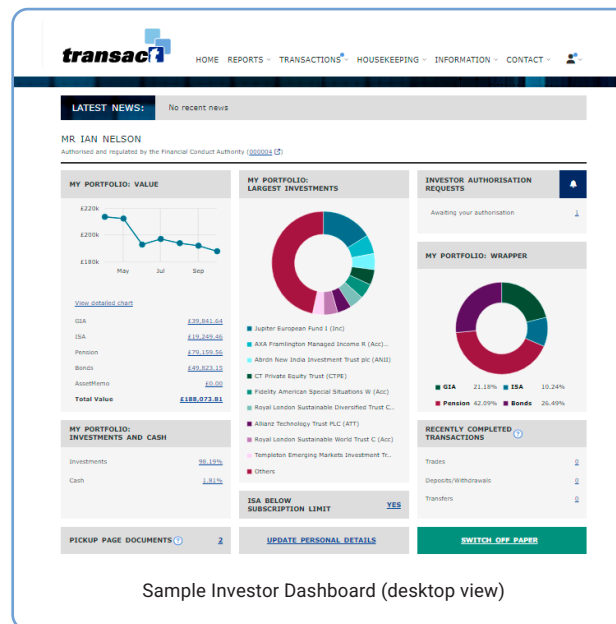 transact
HOME REPORTS TRANSACTIONS HOUSEKEEPING INFORMATION CONTACT
LATEST NEWS: No recent news
MR IAN NELSON
Authorised and regulated by the Financial Conduct Authority (000004)
MY PORTFOLIO: VALUE
£220k
£200k
£180k
May Jul Sep
View detailed chart
GIA £39,841.64
ISA £19,249.46
Pension £79,159.56
Bonds £49,823.15
AssetMemo £0.00
Total Value £188,073.81
MY PORTFOLIO:
INVESTMENTS AND CASH
Investments 98.19%
Cash 1.81%
PICKUP PAGE DOCUMENTS ? 2
MY PORTFOLIO:
LARGEST INVESTMENTS
Jupiter European Fund I (Inc)
AXA Framlington Managed Income R (Acc)...
Abrdn New India Investment Trust plc (ANII)
CT Private Equity Trust (CTPE)
Fidelity American Special Situations W (Acc)
Royal London Sustainable Diversified Trust C...
Allianz Technology Trust PLC (ATT)
Royal London Sustainable World Trust C (Acc)
Templeton Emerging Markets Investment Tr...
Others
ISA BELOW
SUBSCRIPTION LIMIT YES
UPDATE PERSONAL DETAILS
INVESTOR AUTHORISATION
REQUESTS
Awaiting your authorisation 1
MY PORTFOLIO: WRAPPER
GIA 21.18% ISA 10.24%
Pension 42.09% Bonds 26.49%
RECENTLY COMPLETED
TRANSACTIONS ?
Trades 0
Deposits/Withdrawals 0
Transfers 0
SWITCH OFF PAPER
Sample Investor Dashboard (desktop view)